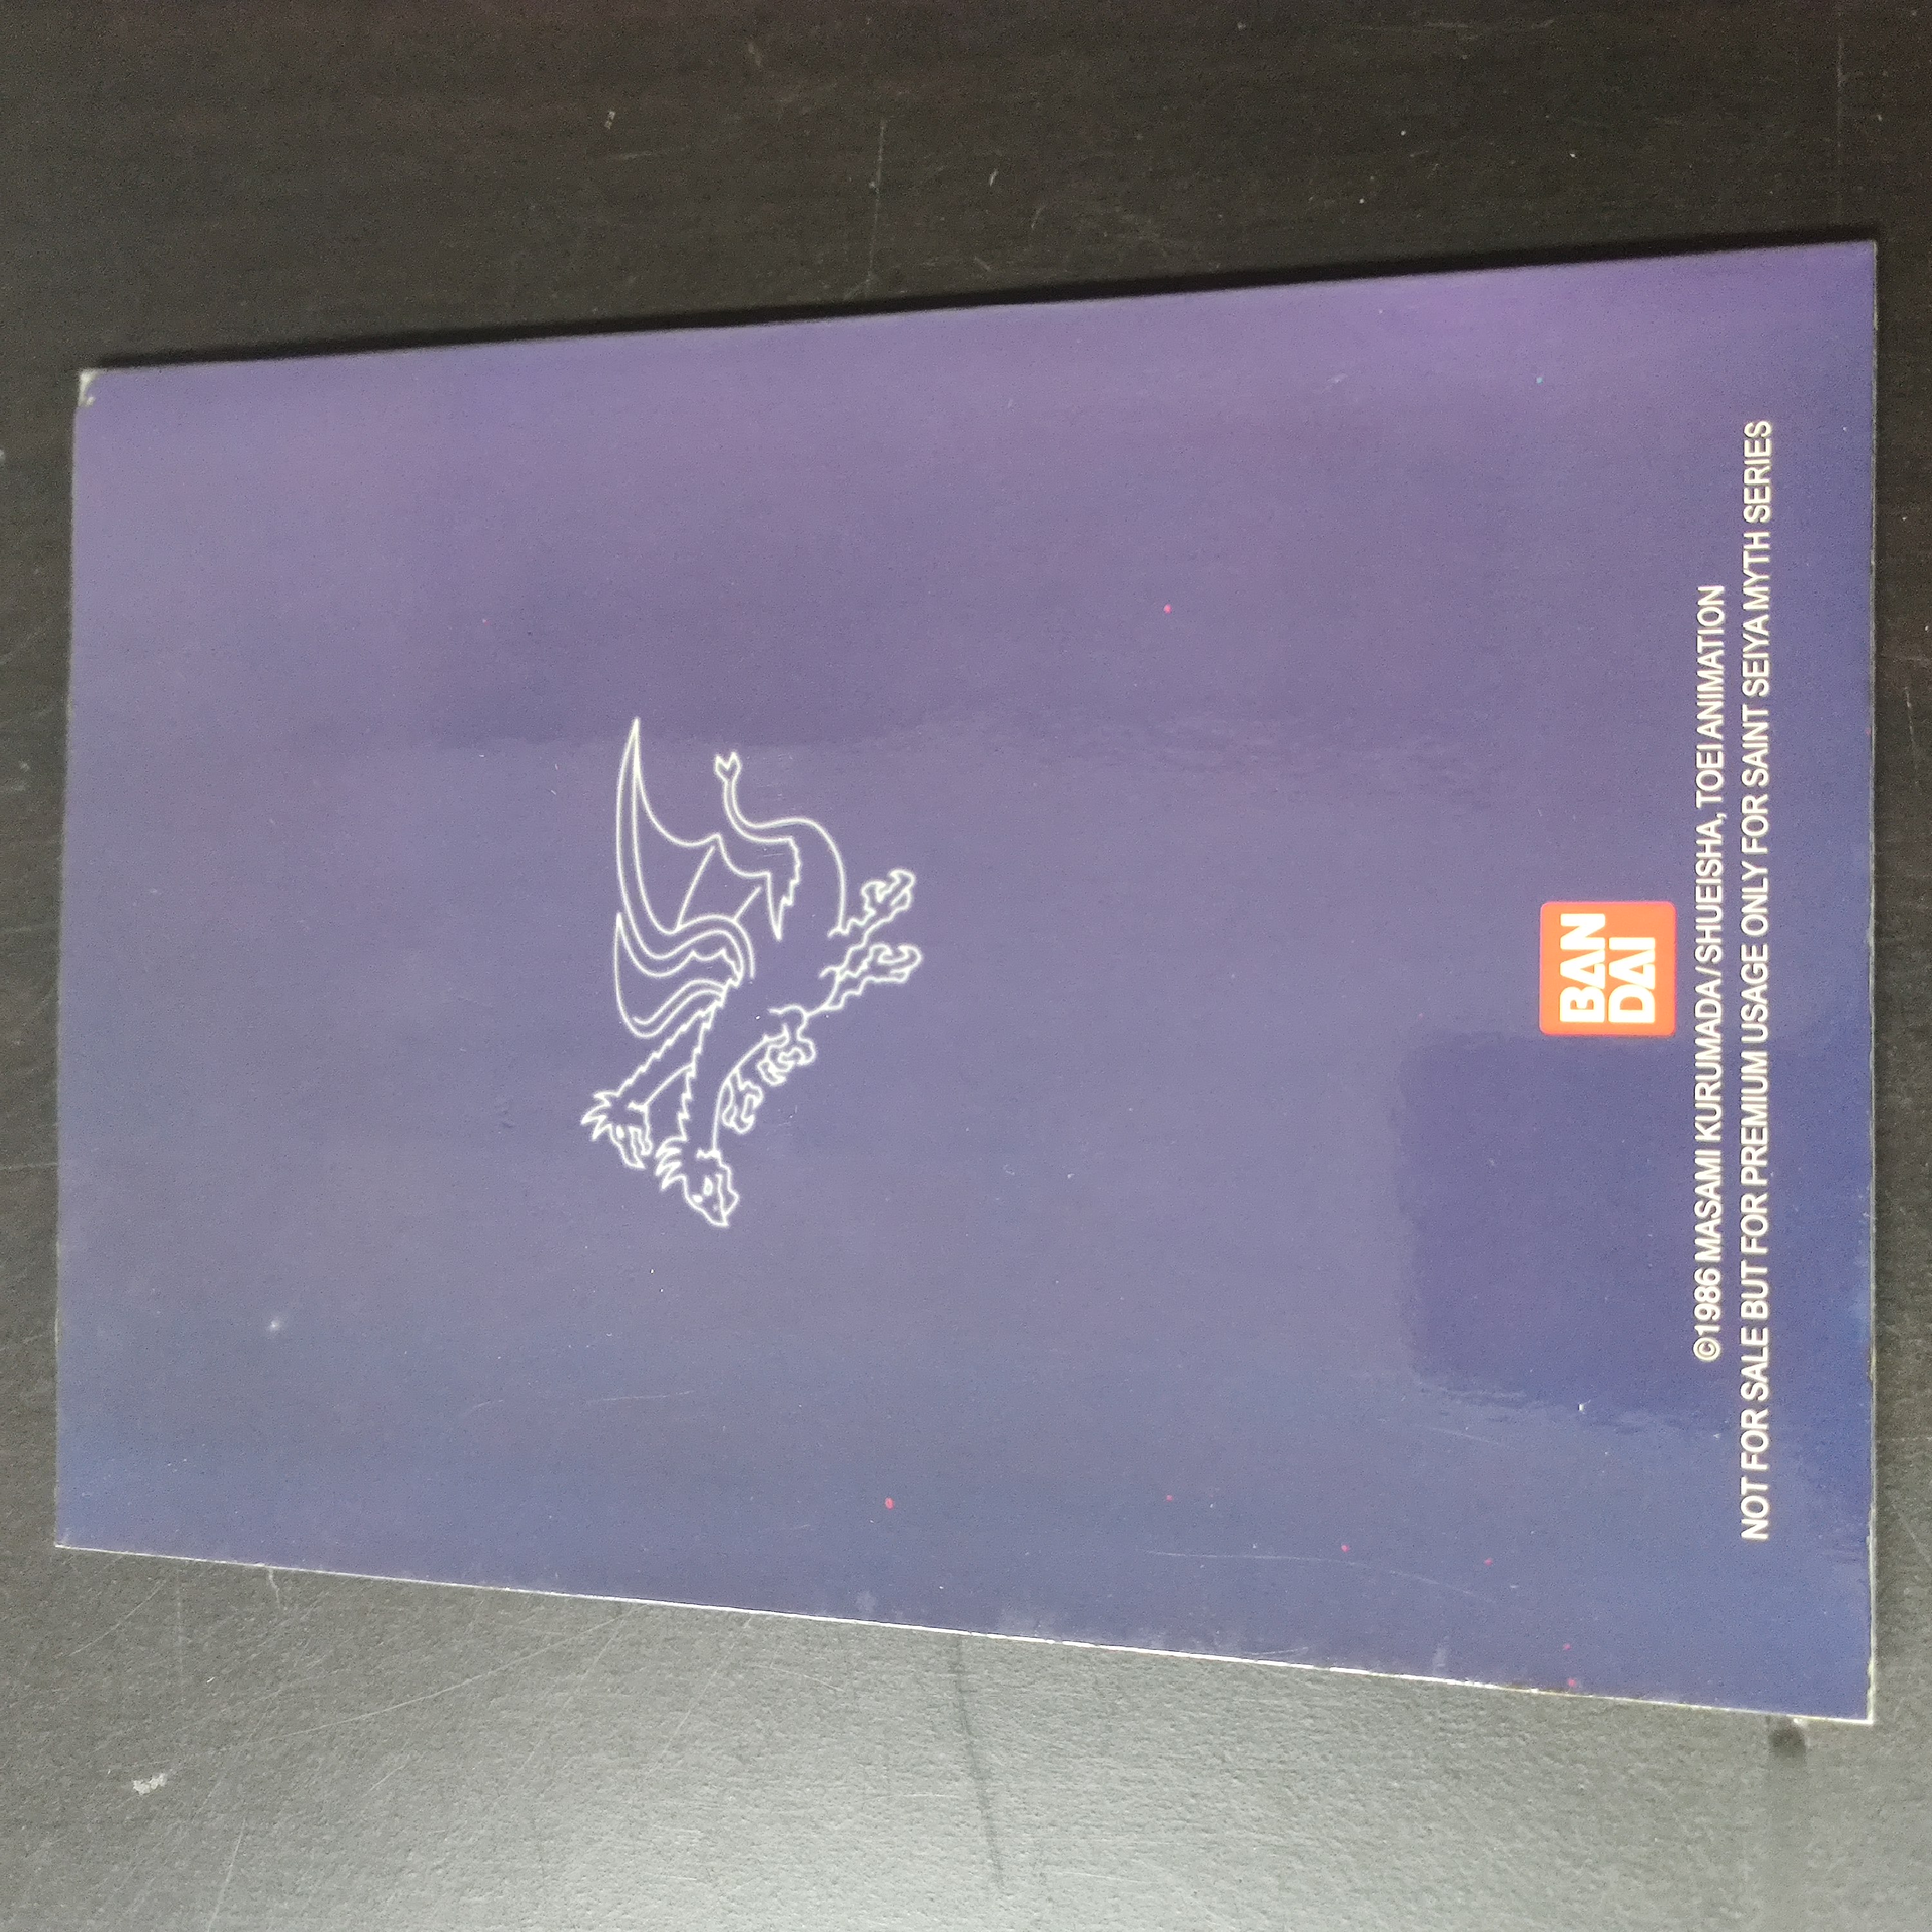 BAN
DAI
©1986 MASAMI KURUMADA/SHUEISHA, TOEI ANIMATION
NOT FOR SALE BUT FOR PREMIUM USAGE ONLY FOR SAINT SEIYA MYTH SERIES